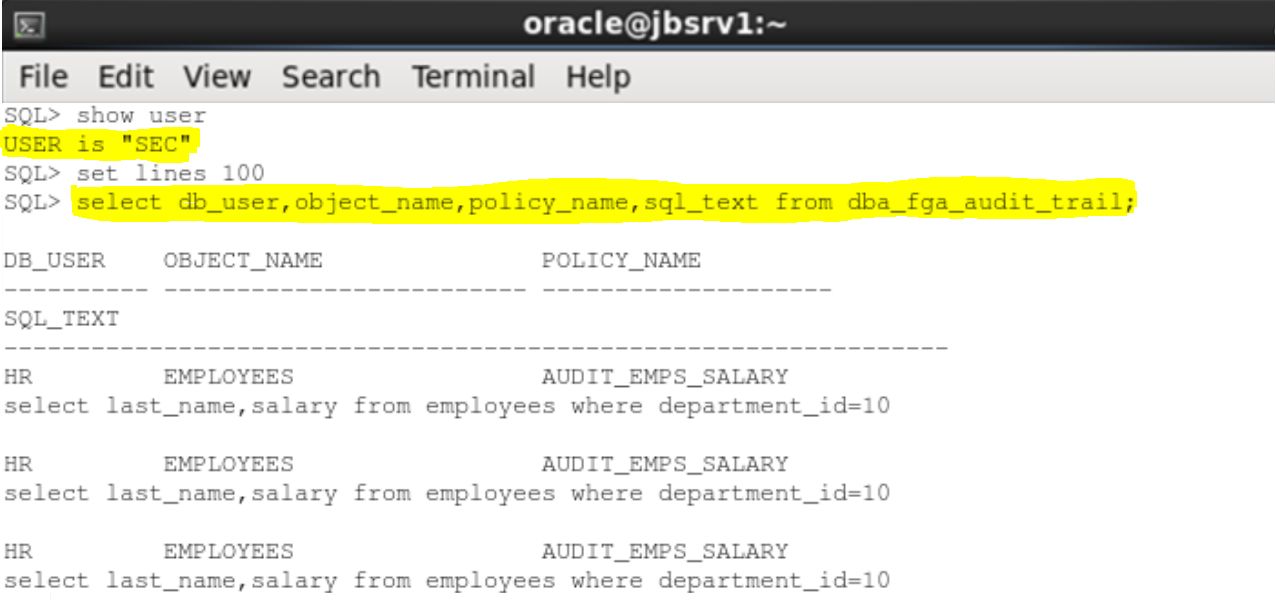 oracle@jbsrv1:~
File Edit View Search Terminal Help
SQL> show user
USER is "SEC"
SQL> set lines 100
SQL> select db_user,object_name,policy_name,sql_text from dba_fga_audit_trail;
DB_USER    OBJECT_NAME               POLICY_NAME
---------- ------------------------- --------------------
SQL_TEXT
-----------------------------------------------------------------
HR         EMPLOYEES                 AUDIT_EMPS_SALARY
select last_name,salary from employees where department_id=10
HR         EMPLOYEES                 AUDIT_EMPS_SALARY
select last_name,salary from employees where department_id=10
HR         EMPLOYEES                 AUDIT_EMPS_SALARY
select last_name,salary from employees where department_id=10